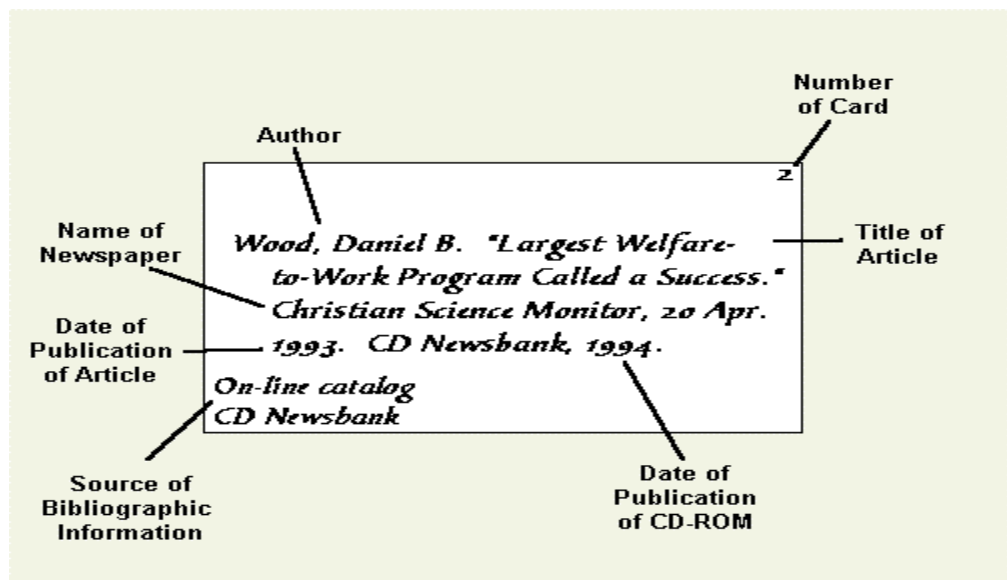 Number
of Card
Author
2
Name of
Newspaper
Wood, Daniel B. "Largest Welfare-
to-Work Program Called a Success."
Christian Science Monitor, 20 Apr.
1993. CD Newsbank, 1994.
Title of
Article
Date of
Publication
of Article
On-line catalog
CD Newsbank
Source of
Bibliographic
Information
Date of
Publication
of CD-ROM